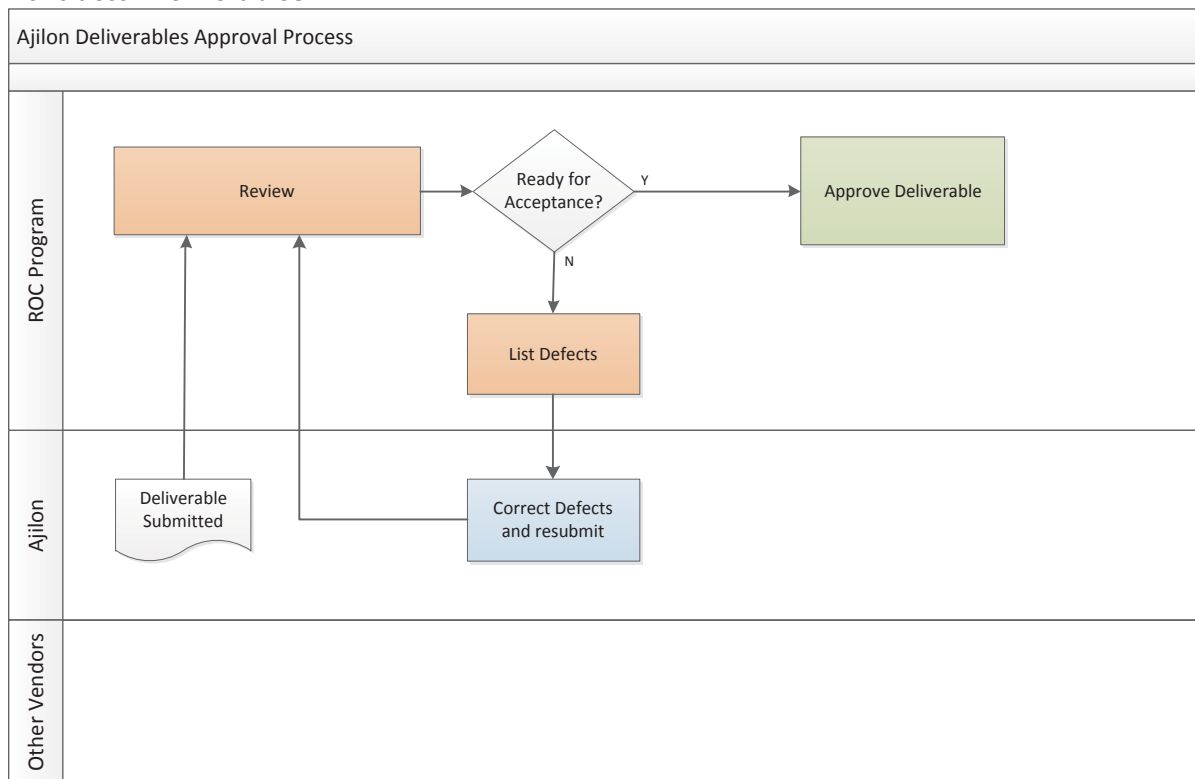 Ajilon Deliverables Approval Process
ROC Program
Review
Ready for
Acceptance?
Y
Approve Deliverable
N
List Defects
Ajilon
Deliverable
Submitted
Correct Defects
and resubmit
Other Vendors